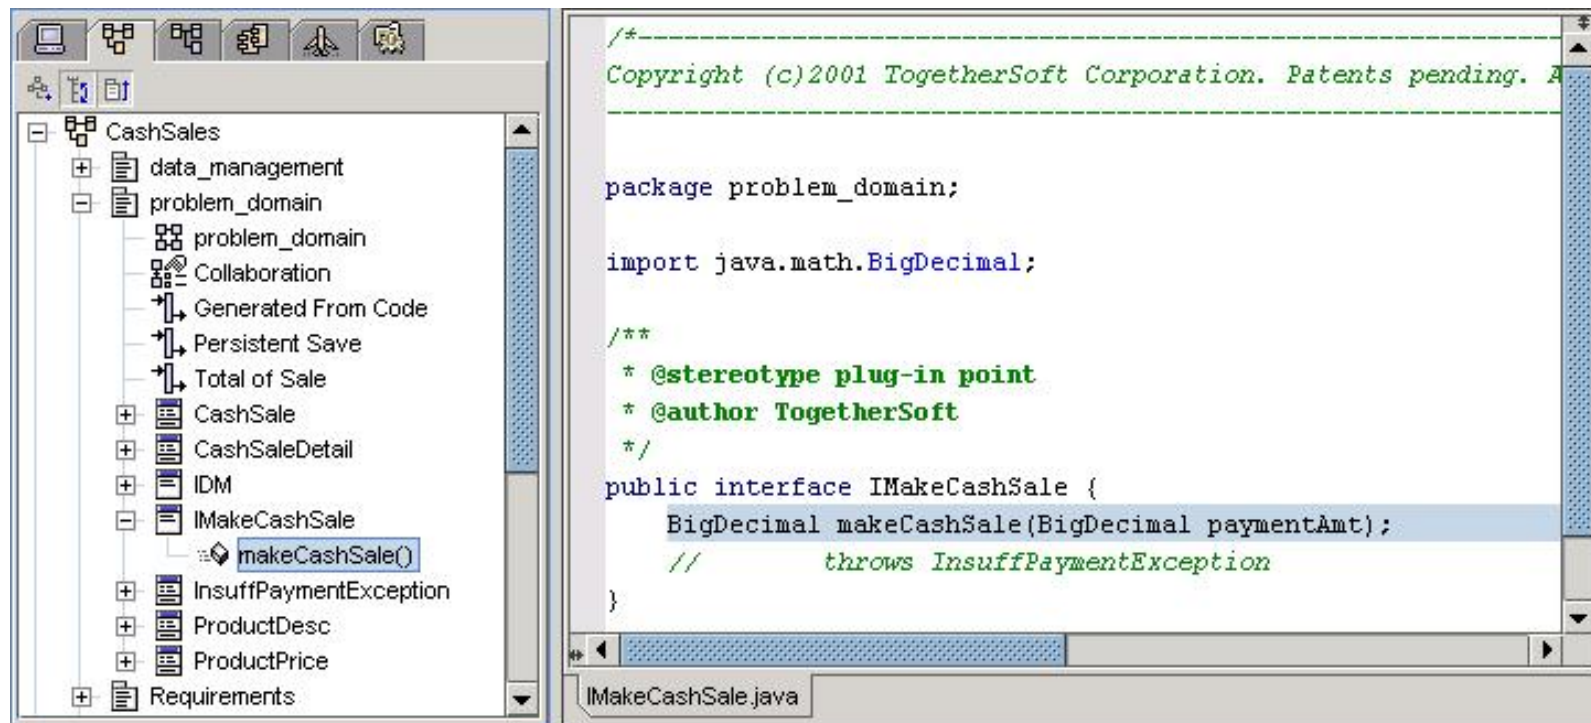 CashSales
data_management
problem_domain
problem_domain
Collaboration
Generated From Code
Persistent Save
Total of Sale
CashSale
CashSaleDetail
IDM
IMakeCashSale
makeCashSale()
InsuffPaymentException
ProductDesc
ProductPrice
Requirements
/*------------------------------------------------------
Copyright (c)2001 TogetherSoft Corporation. Patents pending. A
------------------------------------------------------
package problem_domain;
import java.math.BigDecimal;
/**
* @stereotype plug-in point
* @author TogetherSoft
*/
public interface IMakeCashSale {
BigDecimal makeCashSale(BigDecimal paymentAmt);
// throws InsuffPaymentException
}
IMakeCashSale.java